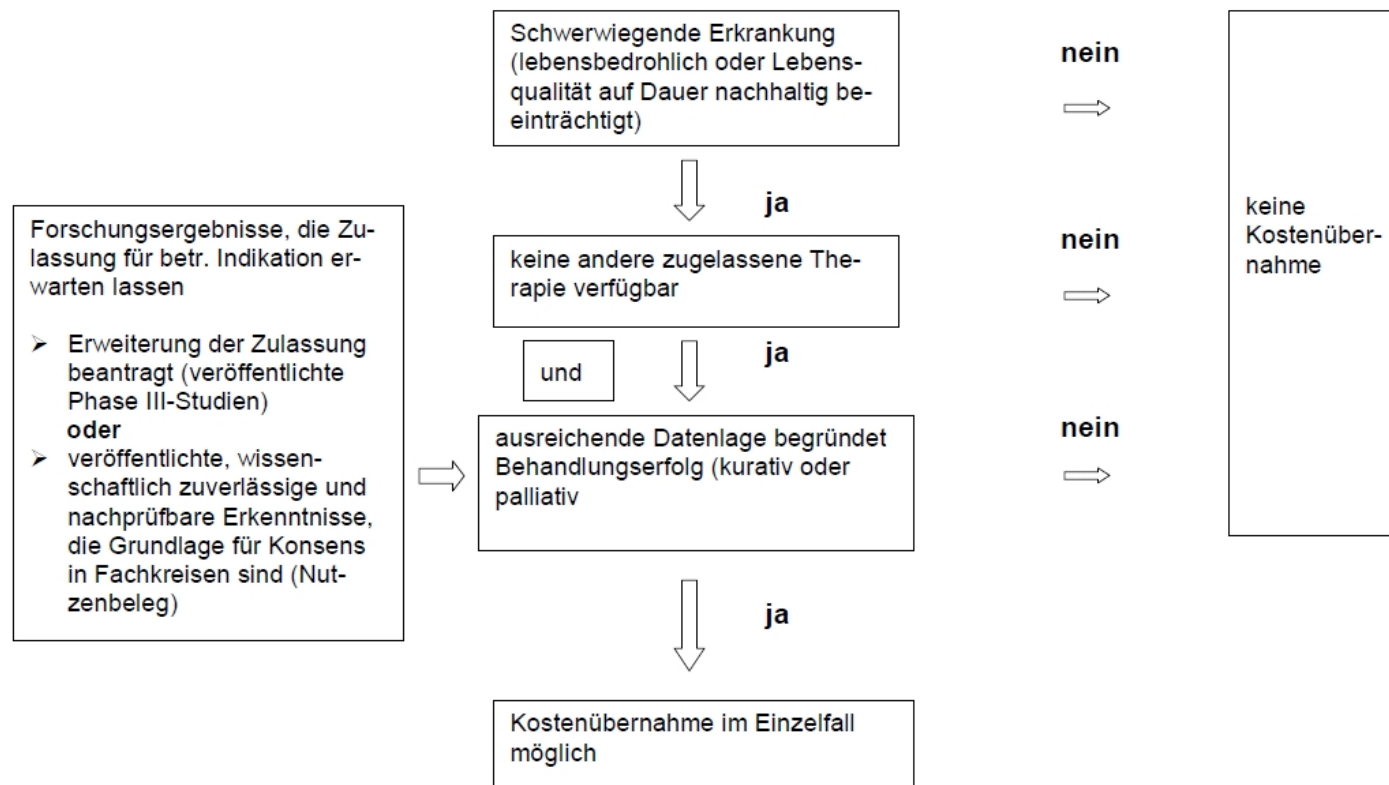 Schwerwiegende Erkrankung
(lebensbedrohlich oder Lebens-
qualität auf Dauer nachhaltig be-
einträchtigt)
nein
ja
keine andere zugelassene The-
rapie verfügbar
nein
keine
Kostenüber-
nahme
Forschungsergebnisse, die Zu-
lassung für betr. Indikation er-
warten lassen
➢ Erweiterung der Zulassung
beantragt (veröffentlichte
Phase III-Studien)
oder
➢ veröffentlichte, wissen-
schaftlich zuverlässige und
nachprüfbare Erkenntnisse,
die Grundlage für Konsens
in Fachkreisen sind (Nut-
zenbeleg)
und
ja
ausreichende Datenlage begründet
Behandlungserfolg (kurativ oder
palliativ
nein
ja
Kostenübernahme im Einzelfall
möglich